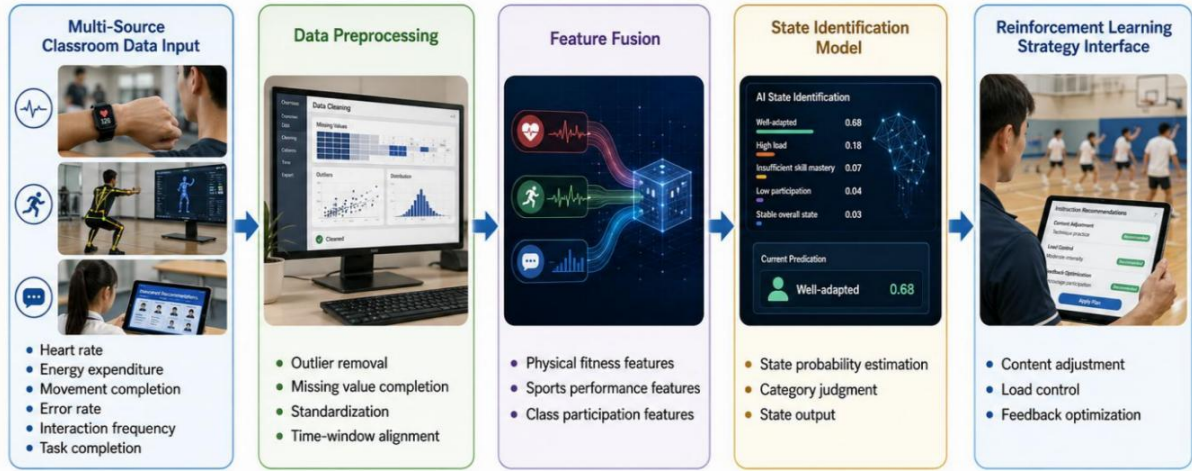 Multi-Source
Classroom Data Input
Heart rate
Energy expenditure
Movement completion
Error rate
Interaction frequency
Task completion
Data Preprocessing
Overview
Data Cleaning
Missing Values
Outliers
Distribution
Cleaned
Outlier removal
Missing value completion
Standardization
Time-window alignment
Feature Fusion
Physical fitness features
Sports performance features
Class participation features
State Identification
Model
AI State Identification
Well-adapted 0.68
High load 0.18
Insufficient skill mastery 0.07
Low participation 0.04
Stable overall state 0.03
Current Predication
Well-adapted 0.68
State probability estimation
Category judgment
State output
Reinforcement Learning
Strategy Interface
Instruction Recommendations
Load Control
Moderate intensity
Apply Plan
Content adjustment
Load control
Feedback optimization